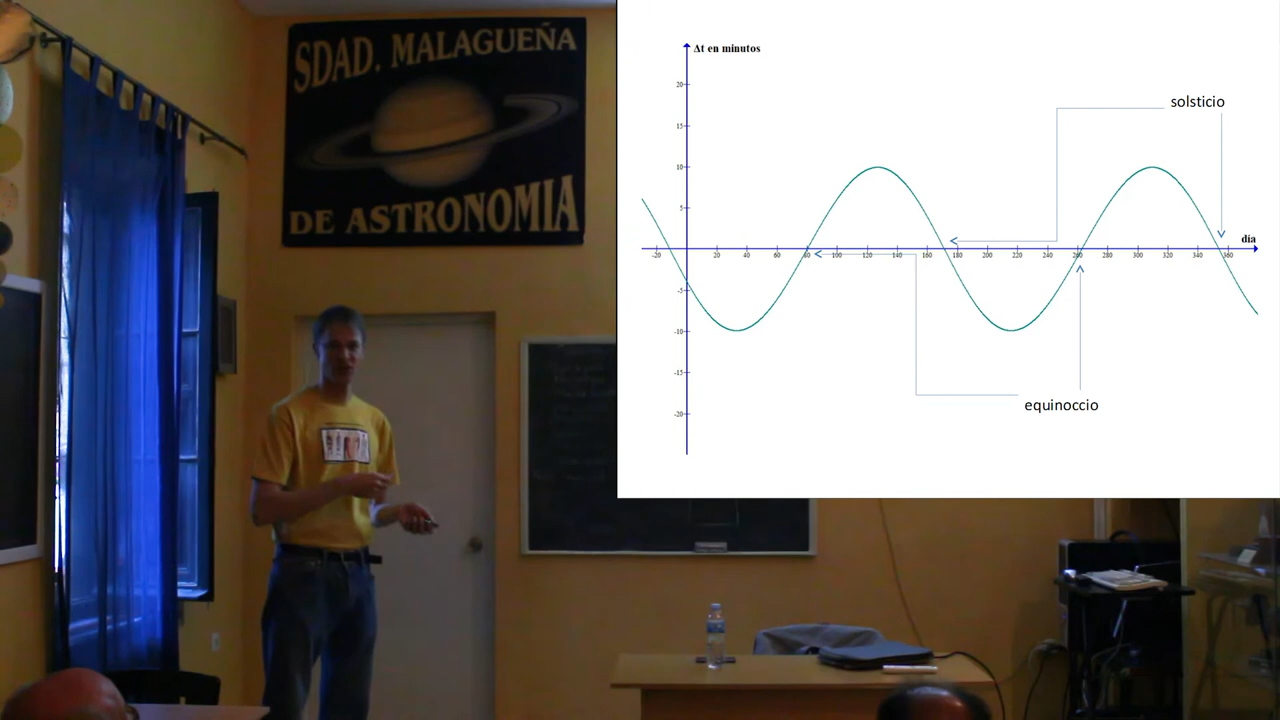 SDAD. MALAGUEÑA
DE ASTRONOMIA
Δt en minutos
20
15
10
5
-5
-10
-15
-20
-20 20 40 60 80 100 120 140 160 180 200 220 240 260 280 300 320 340 360
día
solsticio
equinoccio